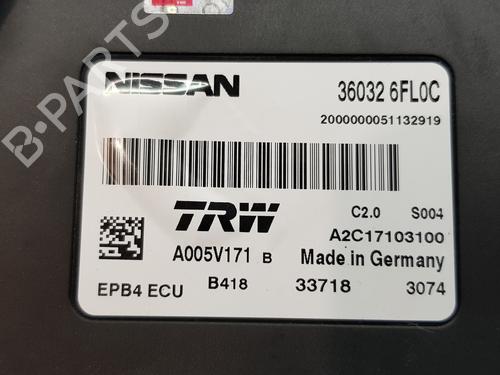 B-PARTS
NISSAN 36032 6FL0C
2000000051132919
TRW C2.0 S004
A2C17103100
A005V171 B Made in Germany
EPB4 ECU B418 33718 3074